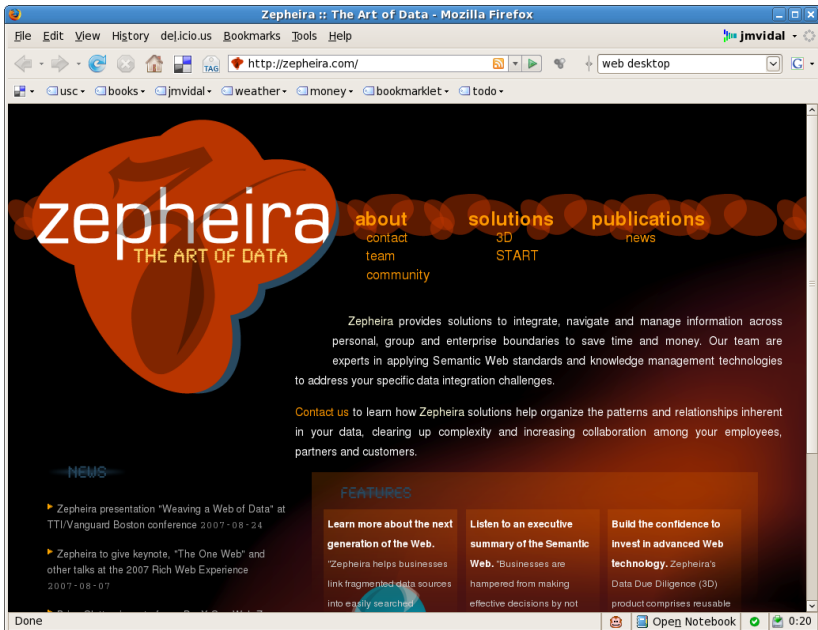 Zepheira :: The Art of Data - Mozilla Firefox
File Edit View History del.icio.us Bookmarks Tools Help
jmvidal
TAG
http://zepheira.com/
web desktop
G
usc books jmvidal weather money bookmarklet todo
zepheira
THE ART OF DATA
about solutions publications
contact 3D news
team START
community
Zepheira provides solutions to integrate, navigate and manage information across
personal, group and enterprise boundaries to save time and money. Our team are
experts in applying Semantic Web standards and knowledge management technologies
to address your specific data integration challenges.
Contact us to learn how Zepheira solutions help organize the patterns and relationships inherent
in your data, clearing up complexity and increasing collaboration among your employees,
partners and customers.
NEWS
Zepheira presentation "Weaving a Web of Data" at
TTI/Vanguard Boston conference 2007-08-24
Zepheira to give keynote, "The One Web" and
other talks at the 2007 Rich Web Experience
2007-08-07
FEATURES
Learn more about the next
generation of the Web.
"Zepheira helps businesses
link fragmented data sources
into easily searched
Listen to an executive
summary of the Semantic
Web. "Businesses are
hampered from making
effective decisions by not
Build the confidence to
invest in advanced Web
technology. Zepheira's
Data Due Diligence (3D)
product comprises reusable
Done
Open Notebook
0:20